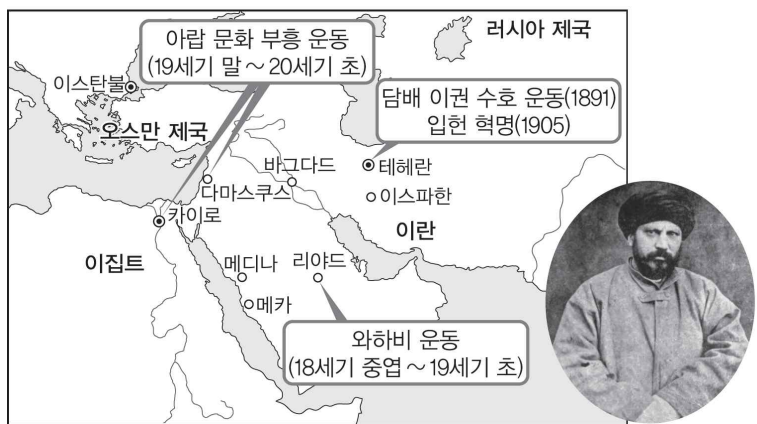 아랍 문화 부흥 운동
(19세기 말～20세기 초)
러시아 제국
이스탄불
담배 이권 수호 운동(1891)
입헌 혁명(1905)
오스만 제국
바그다드
테헤란
다마스쿠스
이스파한
카이로
이란
이집트
메디나
리야드
메카
와하비 운동
(18세기 중엽～19세기 초)